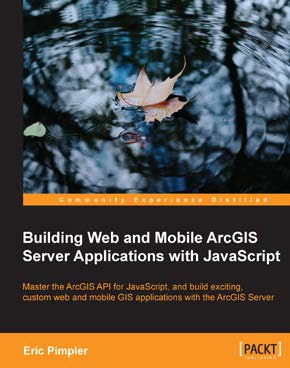 Community Experience Distilled
Building Web and Mobile ArcGIS
Server Applications with JavaScript
Master the ArcGIS API for JavaScript, and build exciting,
custom web and mobile GIS applications with the ArcGIS Server
Eric Pimpler
[PACKT]
PUBLISHING